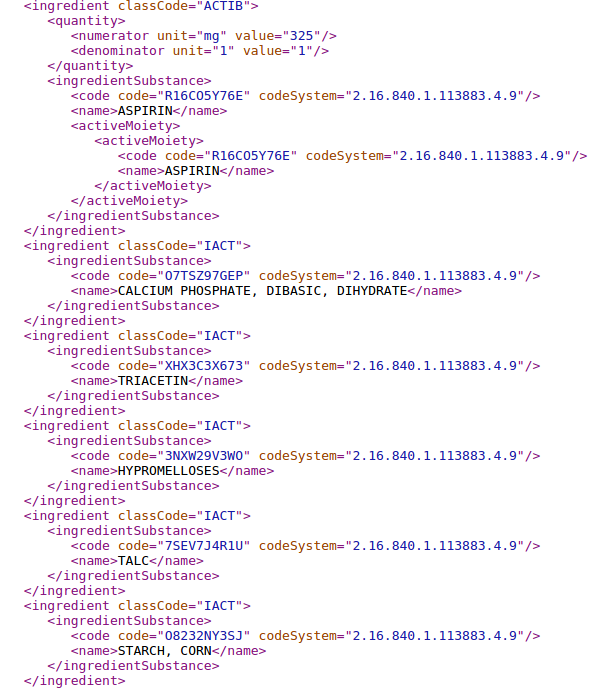 <ingredient classCode="ACTIB">
<quantity>
<numerator unit="mg" value="325"/>
<denominator unit="1" value="1"/>
</quantity>
<ingredientSubstance>
<code code="R16CO5Y76E" codeSystem="2.16.840.1.113883.4.9"/>
<name>ASPIRIN</name>
<activeMoiety>
<activeMoiety>
<code code="R16CO5Y76E" codeSystem="2.16.840.1.113883.4.9"/>
<name>ASPIRIN</name>
</activeMoiety>
</activeMoiety>
</ingredientSubstance>
</ingredient>
<ingredient classCode="IACT">
<ingredientSubstance>
<code code="O7TSZ97GEP" codeSystem="2.16.840.1.113883.4.9"/>
<name>CALCIUM PHOSPHATE, DIBASIC, DIHYDRATE</name>
</ingredientSubstance>
</ingredient>
<ingredient classCode="IACT">
<ingredientSubstance>
<code code="XHX3C3X673" codeSystem="2.16.840.1.113883.4.9"/>
<name>TRIACETIN</name>
</ingredientSubstance>
</ingredient>
<ingredient classCode="IACT">
<ingredientSubstance>
<code code="3NXW29V3WO" codeSystem="2.16.840.1.113883.4.9"/>
<name>HYPROMELLOSES</name>
</ingredientSubstance>
</ingredient>
<ingredient classCode="IACT">
<ingredientSubstance>
<code code="7SEV7J4R1U" codeSystem="2.16.840.1.113883.4.9"/>
<name>TALC</name>
</ingredientSubstance>
</ingredient>
<ingredient classCode="IACT">
<ingredientSubstance>
<code code="O8232NY3SJ" codeSystem="2.16.840.1.113883.4.9"/>
<name>STARCH, CORN</name>
</ingredientSubstance>
</ingredient>